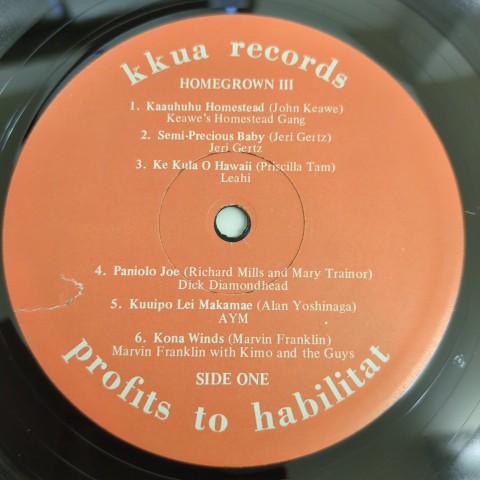 kkua records
HOMEGROWN III
1. Kaauhuhu Homestead (John Keawe)
Keawe's Homestead Gang
2. Semi-Precious Baby (Jeri Gertz)
Jeri Gertz
3. Ke Kula O Hawaii (Priscilla Tam)
Leahi
4. Paniolo Joe (Richard Mills and Mary Trainor)
Dick Diamondhead
5. Kuuipo Lei Makamae (Alan Yoshinaga)
AYM
6. Kona Winds (Marvin Franklin)
Marvin Franklin with Kimo and the Guys
SIDE ONE
profits to habilitat